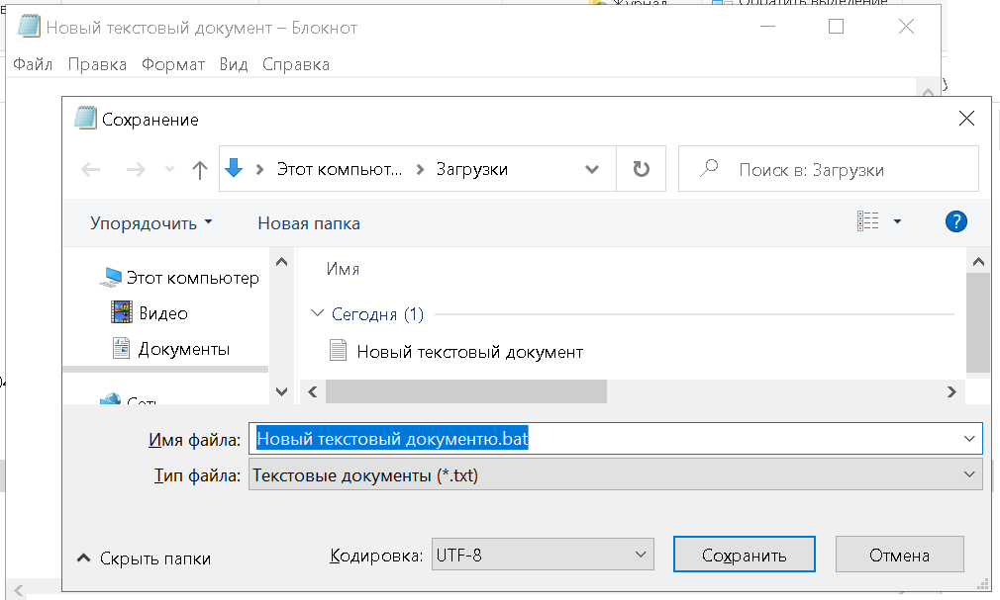 Журнал
Обратить выделение
Новый текстовый документ – Блокнот
Файл Правка Формат Вид Справка
Сохранение
Этот компьют... Загрузки
Поиск в: Загрузки
Упорядочить Новая папка
?
Имя
Этот компьютер
Видео
Документы
Сеть
Сегодня (1)
Новый текстовый документ
Имя файла: Новый текстовый документю.bat
Тип файла: Текстовые документы (*.txt)
Скрыть папки
Кодировка: UTF-8
Сохранить
Отмена